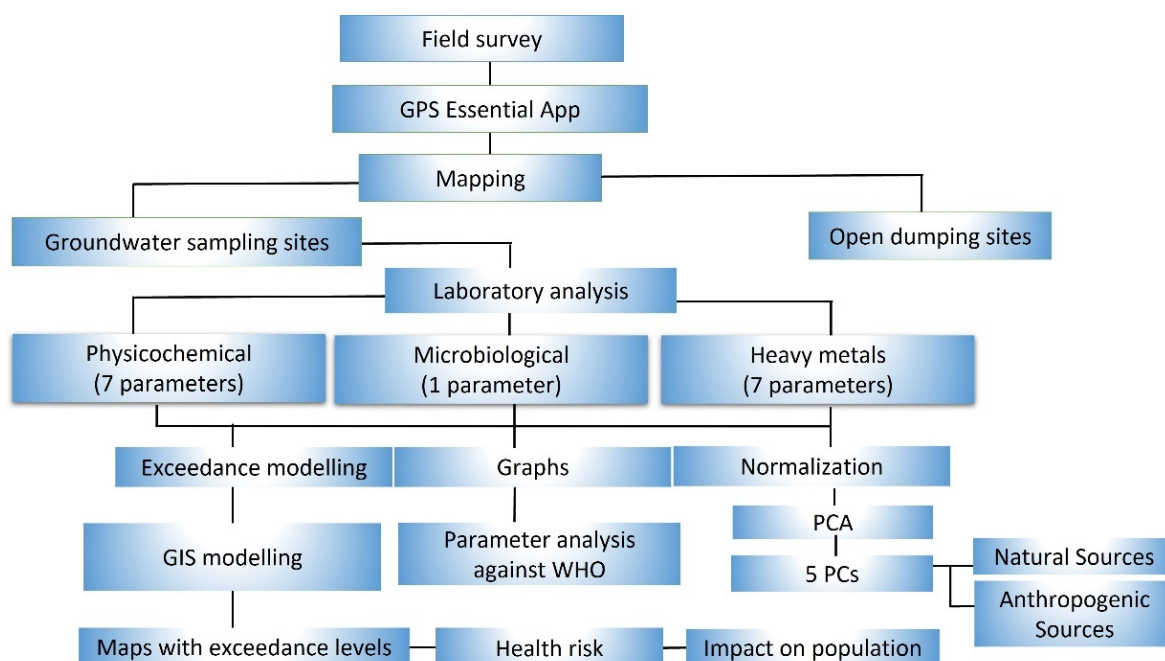 Field survey
GPS Essential App
Mapping
Groundwater sampling sites
Open dumping sites
Laboratory analysis
Physicochemical
(7 parameters)
Microbiological
(1 parameter)
Heavy metals
(7 parameters)
Exceedance modelling
Graphs
Normalization
GIS modelling
Parameter analysis
against WHO
PCA
5 PCs
Natural Sources
Anthropogenic
Sources
Maps with exceedance levels
Health risk
Impact on population